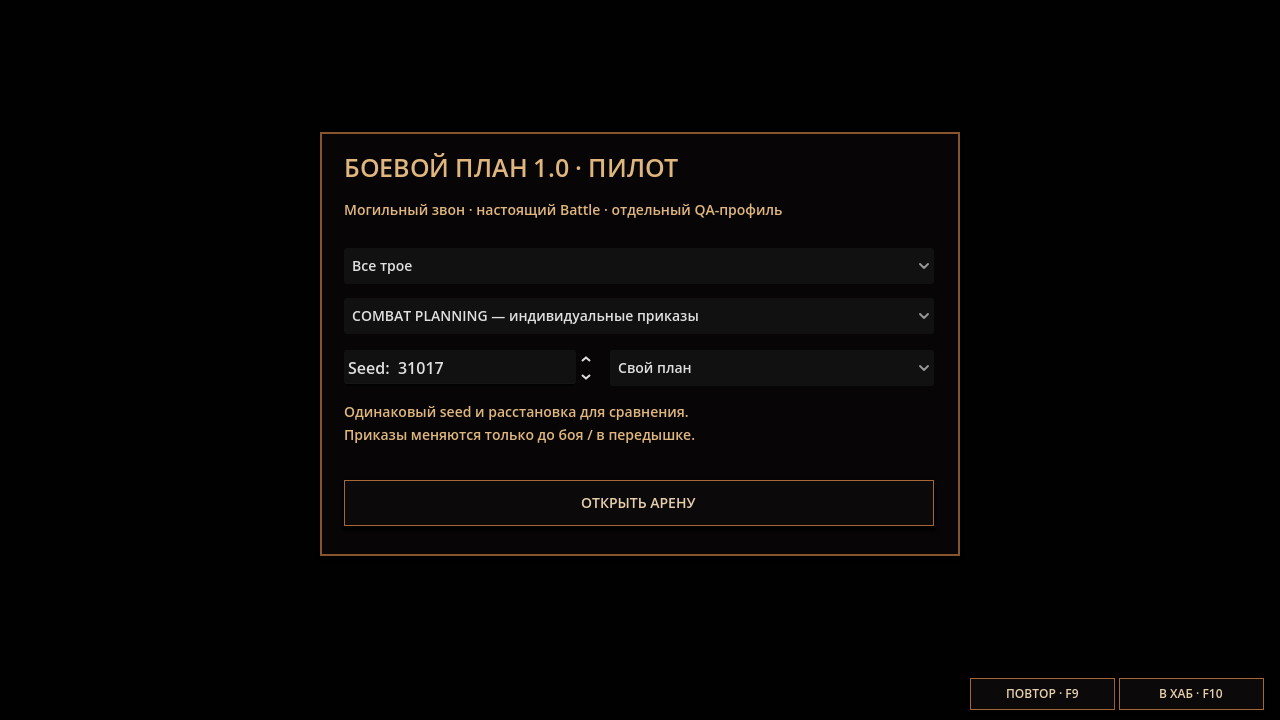 БОЕВОЙ ПЛАН 1.0 · ПИЛОТ
Могильный звон · настоящий Battle · отдельный QA-профиль
Все трое
COMBAT PLANNING — индивидуальные приказы
Seed: 31017
Свой план
Одинаковый seed и расстановка для сравнения.
Приказы меняются только до боя / в передышке.
ОТКРЫТЬ АРЕНУ
ПОВТОР · F9
В ХАБ · F10